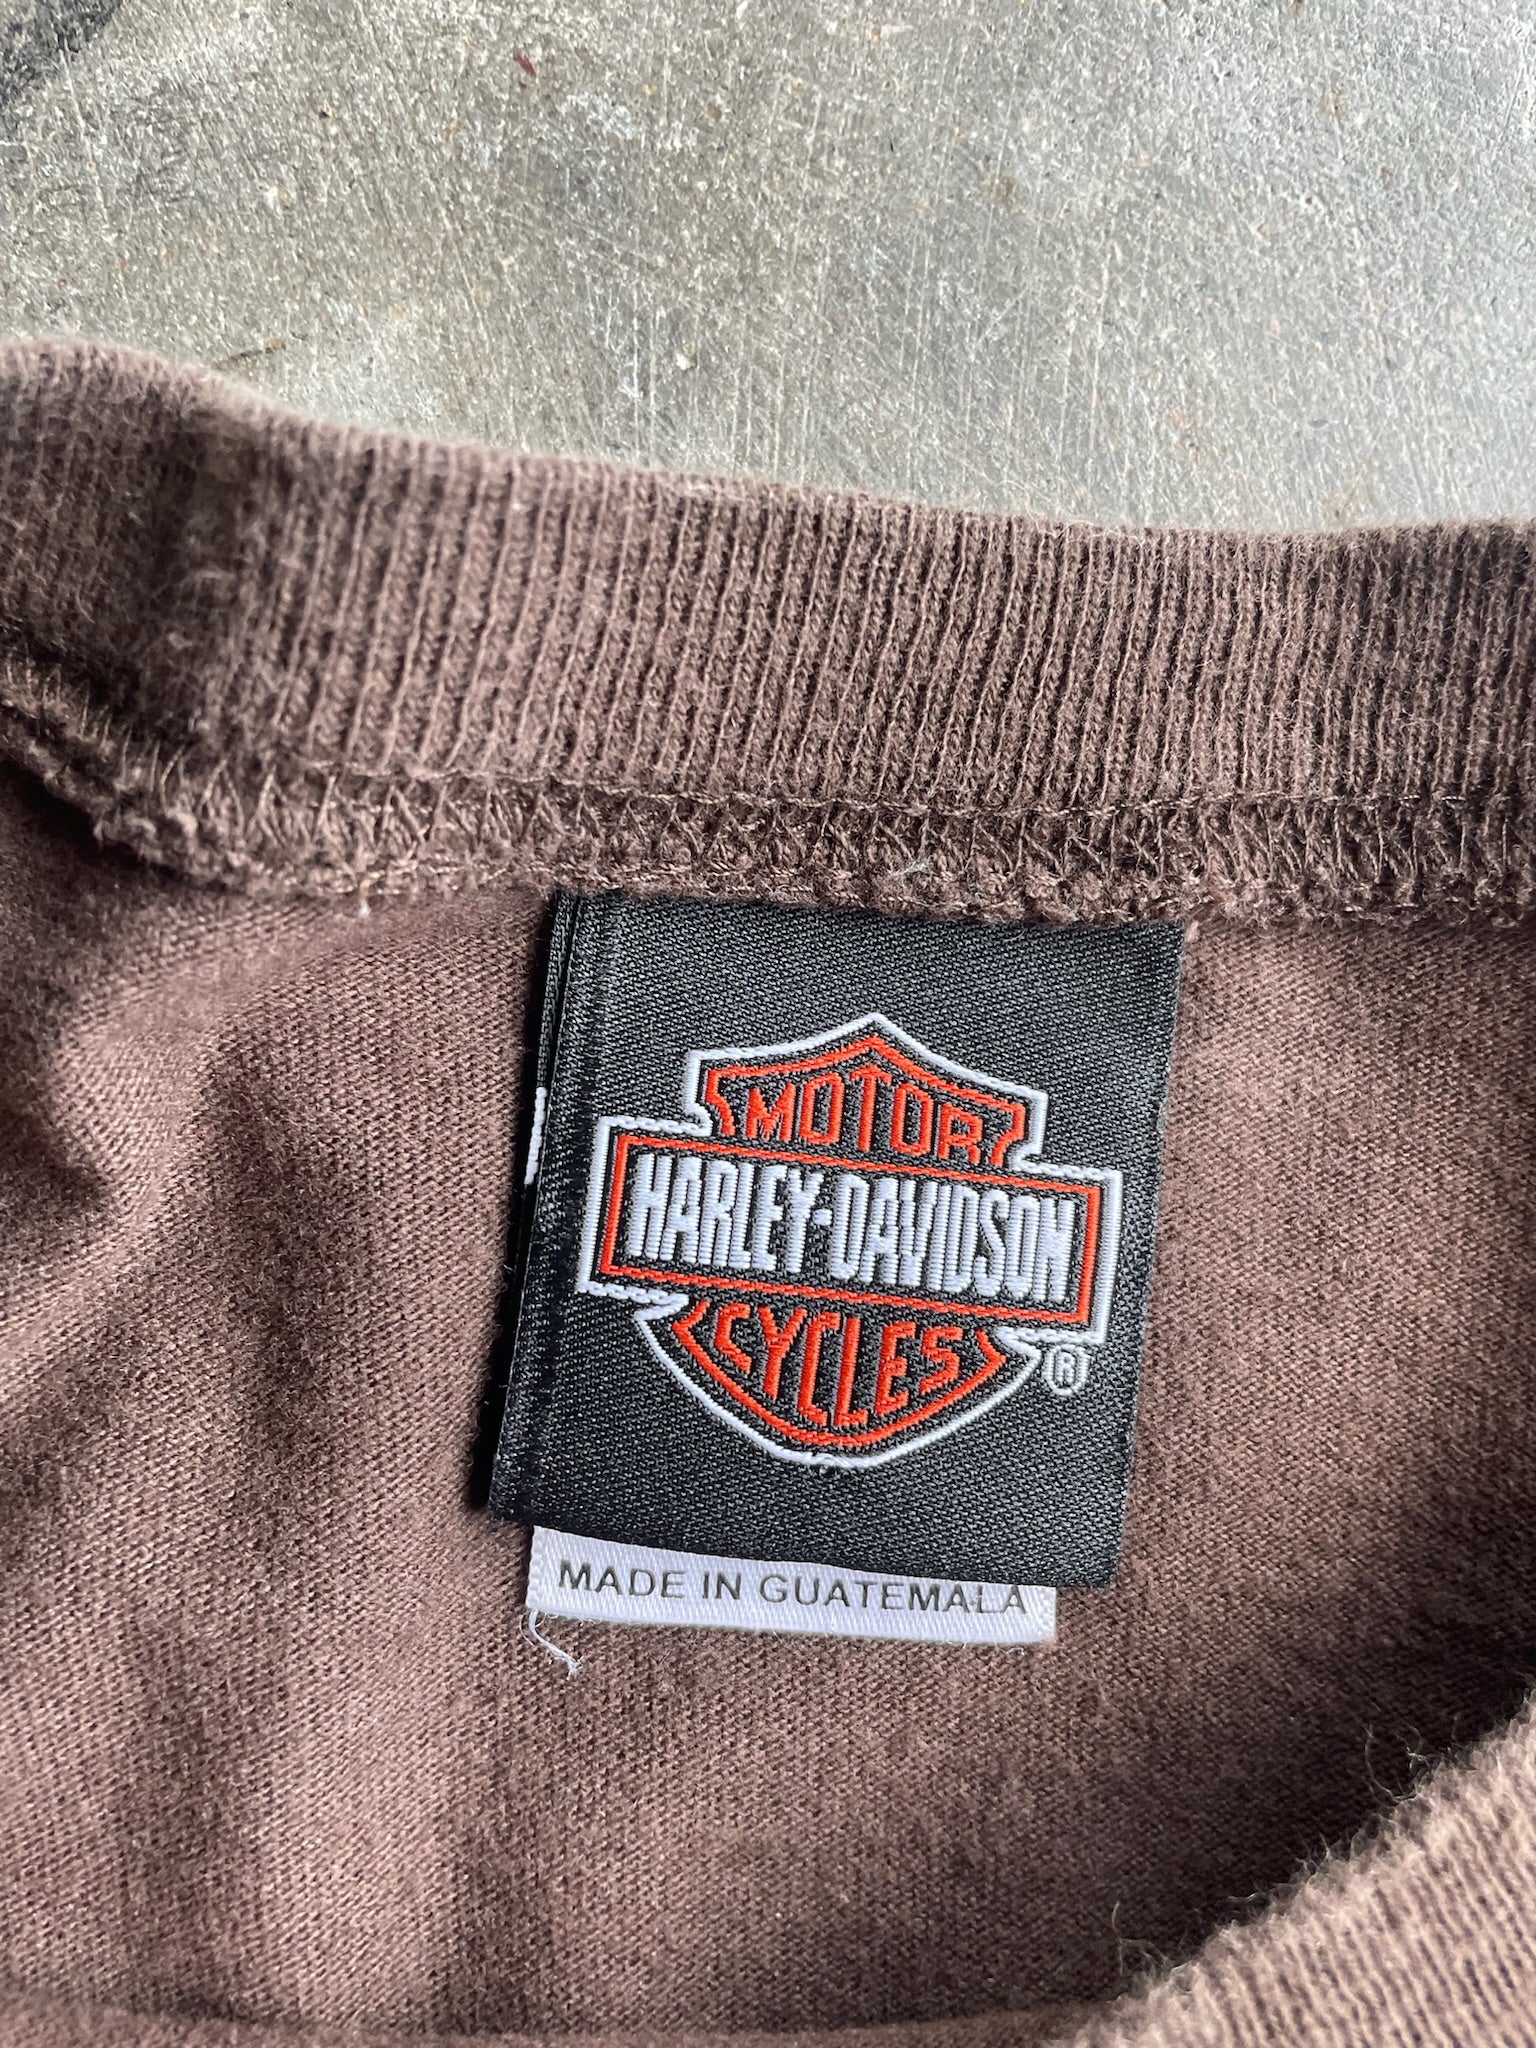 MOTOR
HARLEY-DAVIDSON
CYCLES
®
MADE IN GUATEMALA